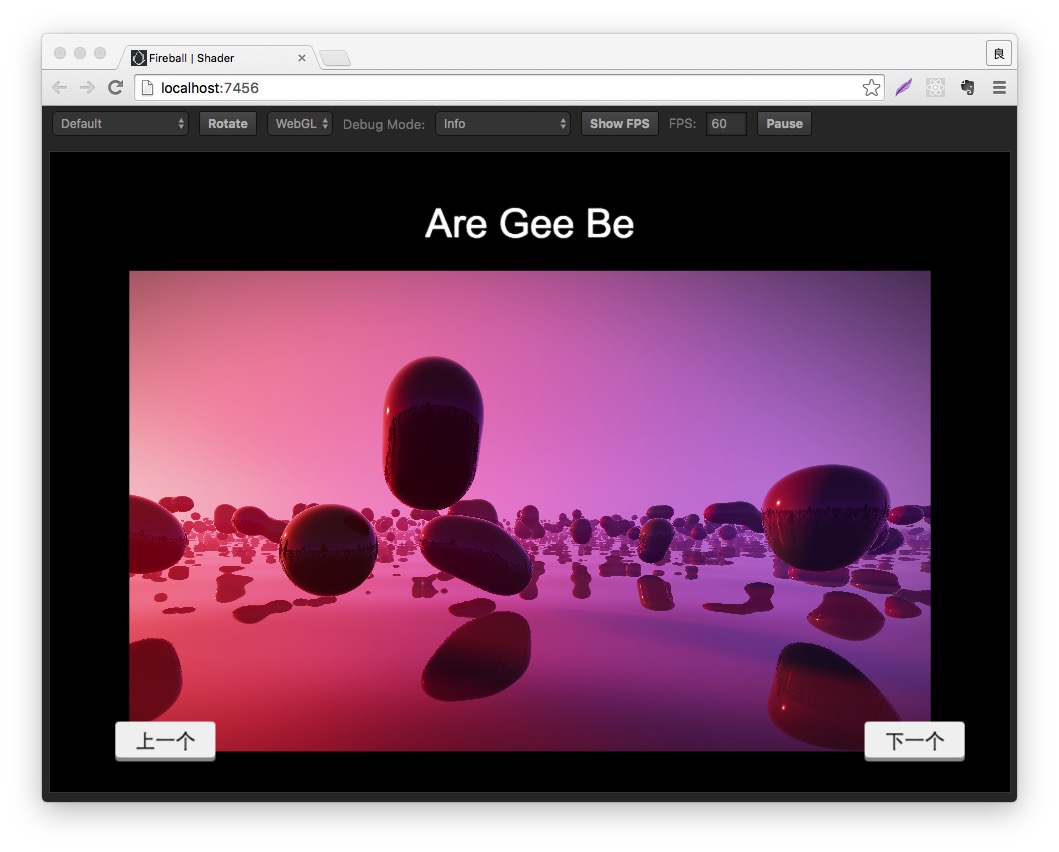 Fireball | Shader
良
localhost:7456
Default Rotate WebGL Debug Mode: Info Show FPS FPS: 60 Pause
Are Gee Be
上一个 下一个